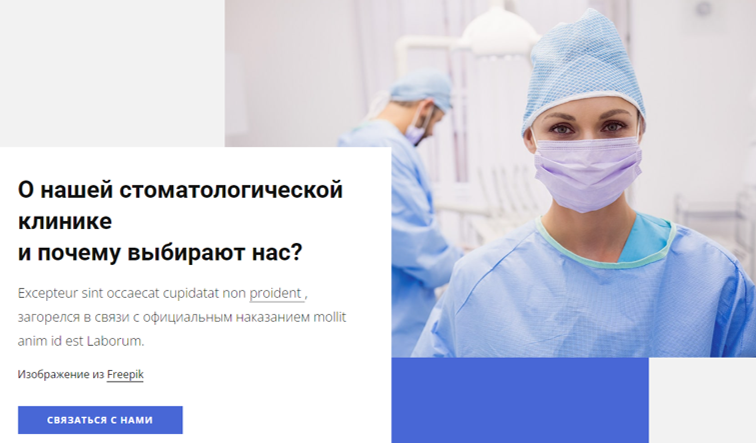 О нашей стоматологической
клинике
и почему выбирают нас?
Excepteur sint occaecat cupidatat non proident ,
загорелся в связи с официальным наказанием mollit
anim id est Laborum.
Изображение из Freepik
СВЯЗАТЬСЯ С НАМИ